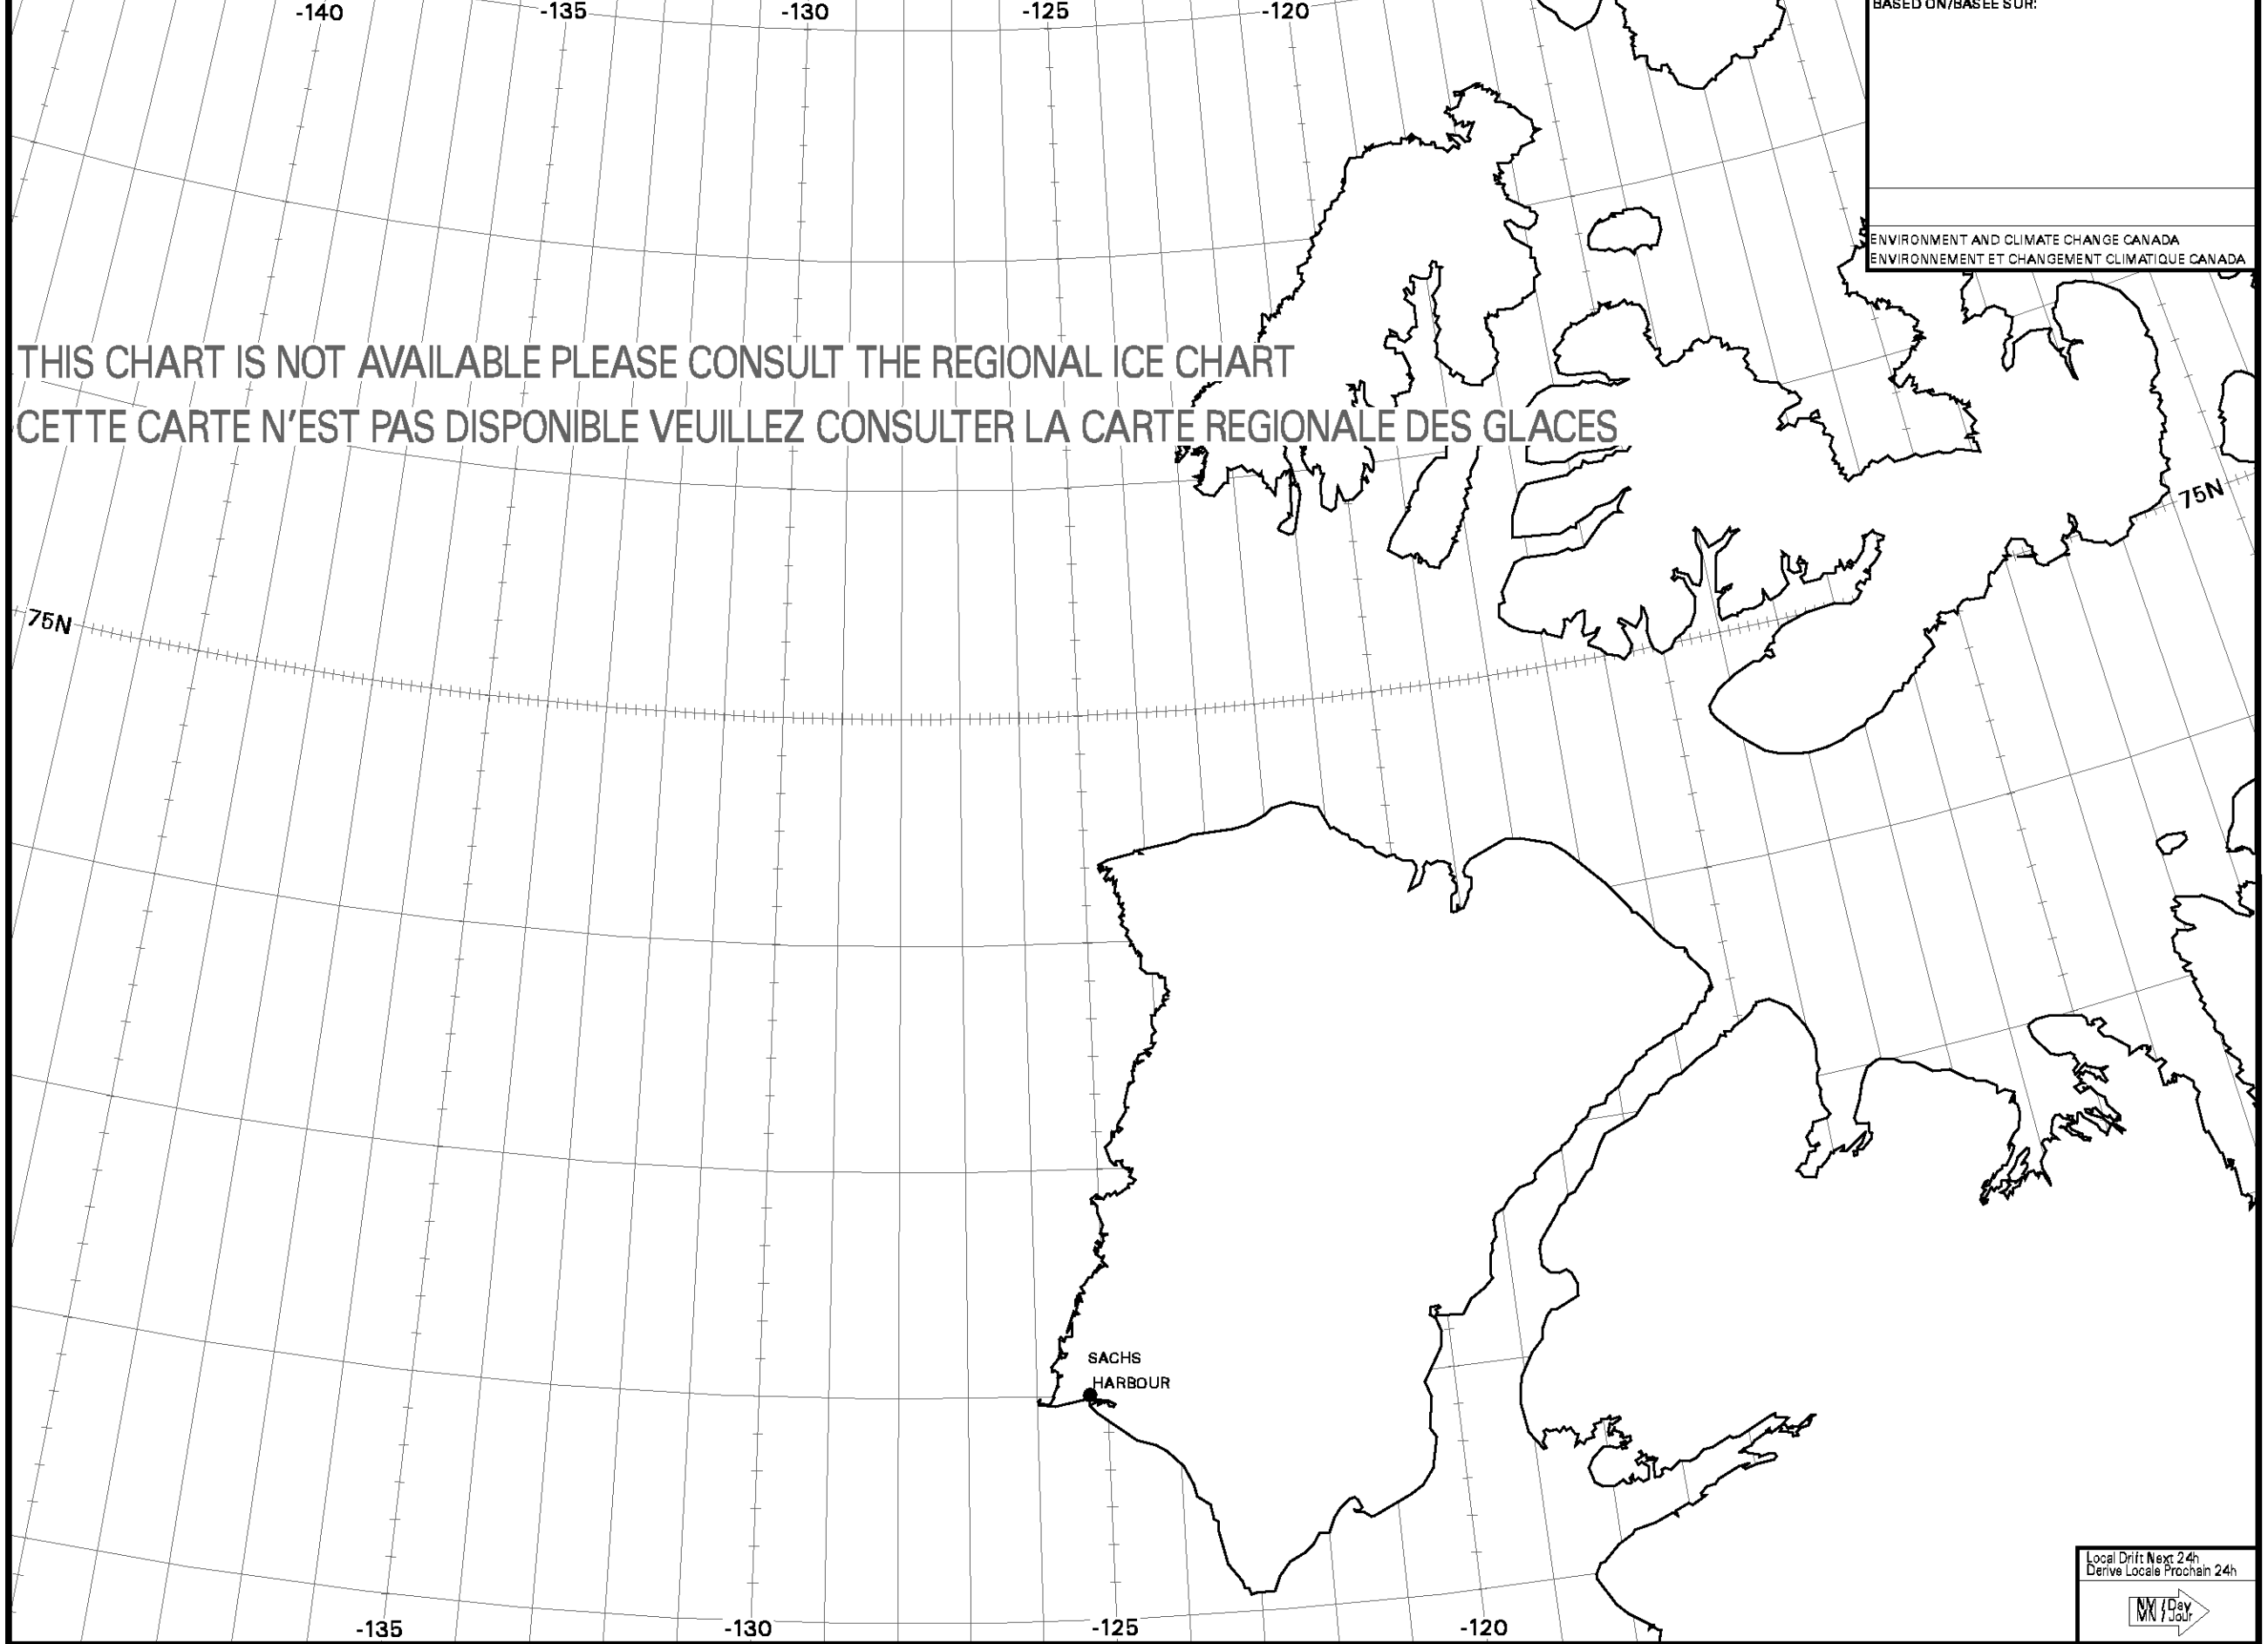 -140 -135 -130 -125 -120
BASED ON/BASEE SUR:
ENVIRONMENT AND CLIMATE CHANGE CANADA
ENVIRONNEMENT ET CHANGEMENT CLIMATIQUE CANADA
THIS CHART IS NOT AVAILABLE PLEASE CONSULT THE REGIONAL ICE CHART
CETTE CARTE N'EST PAS DISPONIBLE VEUILLEZ CONSULTER LA CARTE REGIONALE DES GLACES
75N
75N
SACHS
HARBOUR
Local Drift Next 24h
Derive Locale Prochain 24h
NM / Day
MN / Jour
-135 -130 -125 -120